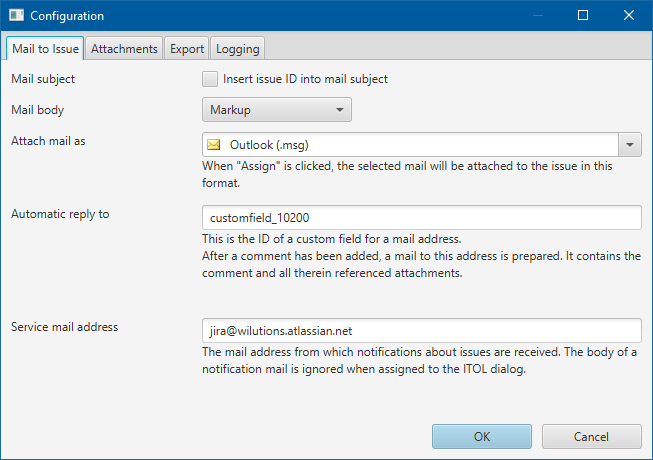 Configuration
Mail to Issue Attachments Export Logging
Mail subject Insert issue ID into mail subject
Mail body Markup
Attach mail as Outlook (.msg)
When "Assign" is clicked, the selected mail will be attached to the issue in this
format.
Automatic reply to customfield_10200
This is the ID of a custom field for a mail address.
After a comment has been added, a mail to this address is prepared. It contains the
comment and all therein referenced attachments.
Service mail address jira@wilutions.atlassian.net
The mail address from which notifications about issues are received. The body of a
notification mail is ignored when assigned to the ITOL dialog.
OK Cancel